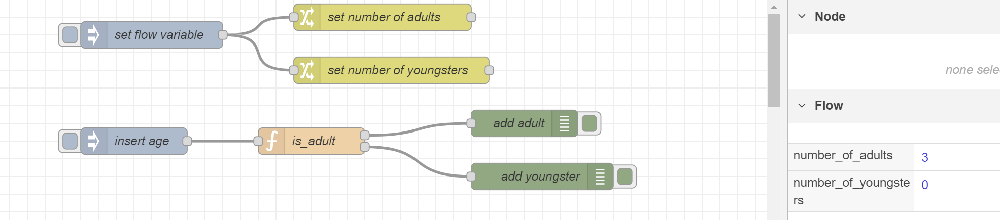 set flow variable
set number of adults
set number of youngsters
insert age
is_adult
add adult
add youngster
Node
none sele
Flow
number_of_adults 3
number_of_youngste 0
rs